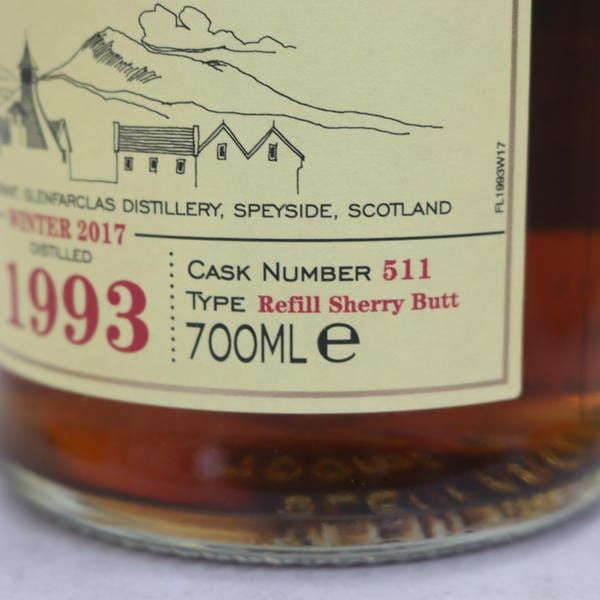 GLENFARCLAS DISTILLERY, SPEYSIDE, SCOTLAND
WINTER 2017
DISTILLED
1993
CASK NUMBER 511
TYPE Refill Sherry Butt
700ML e
FL1993W17